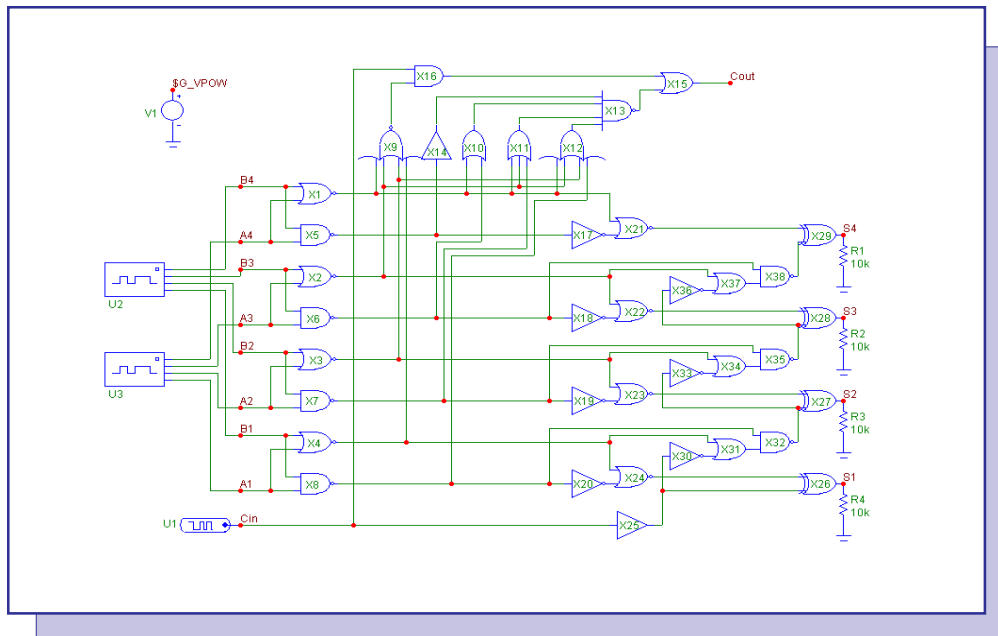 $G_VPOW
V1
X16
X15
Cout
X13
X9
X14
X10
X11
X12
B4
X1
A4
X5
X17
X21
X29
S4
R1
10k
B3
X2
U2
X36
X37
X38
A3
X6
X18
X22
X28
S3
R2
10k
B2
X3
U3
X33
X34
X35
A2
X7
X19
X23
X27
S2
R3
10k
B1
X4
X30
X31
X32
A1
X8
X20
X24
X26
S1
R4
10k
U1
Cin
X25